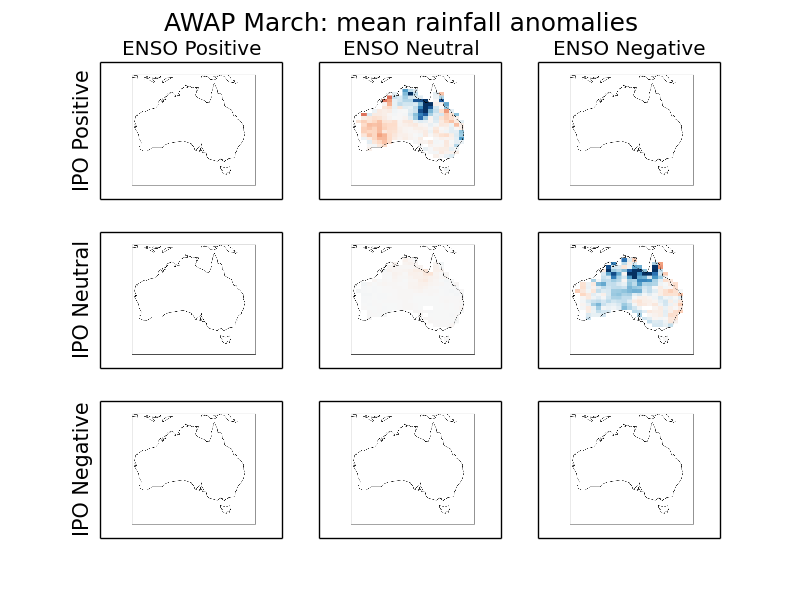 AWAP March: mean rainfall anomalies
ENSO Positive
ENSO Neutral
ENSO Negative
IPO Positive
IPO Neutral
IPO Negative